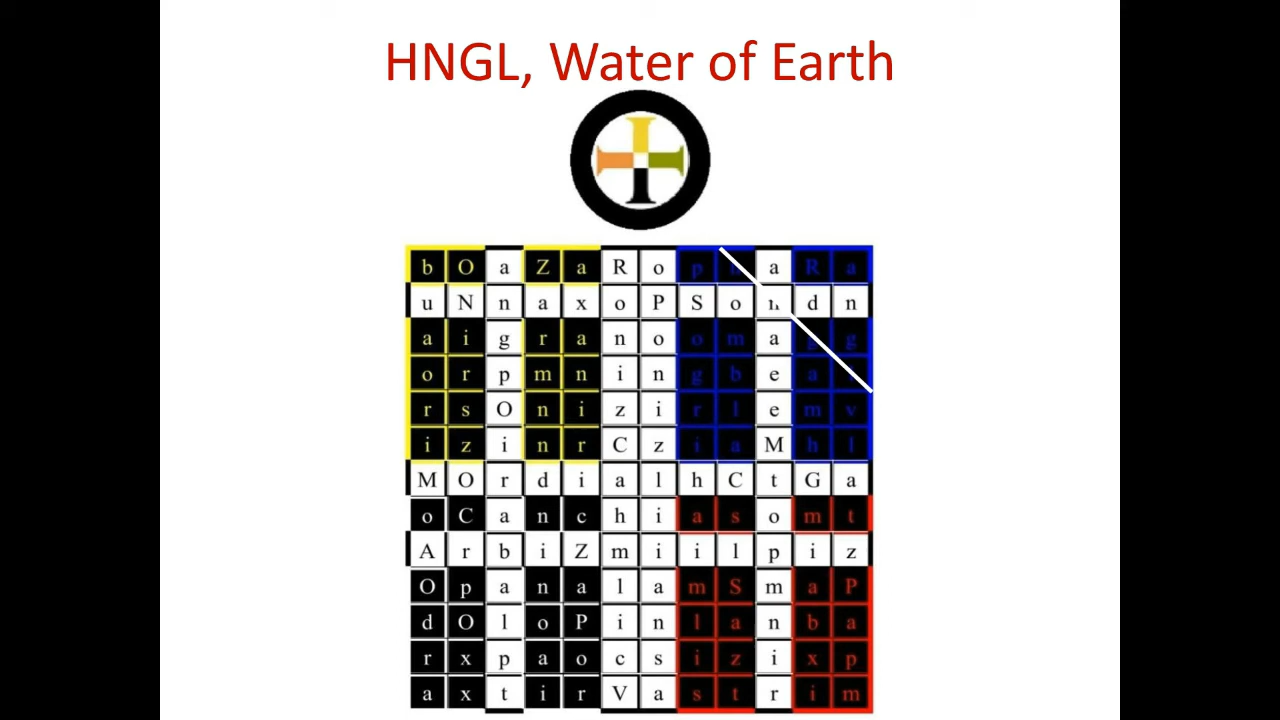 HNGL, Water of Earth
b O a Z a R o p a R a
u N n a x o P S o n d n
a i g r a n o o m a g g
o r p m n i n g b e a
r s O n i z i r l e m v
i z i n r C z i a M h l
M O r d i a l h C t G a
o C a n c h i a s o m t
A r b i Z m i i l p i z
O p a n a l a m S m a P
d O l o P i n l a n b a
r x p a o c s i z i x p
a x t i r V a s t r i m